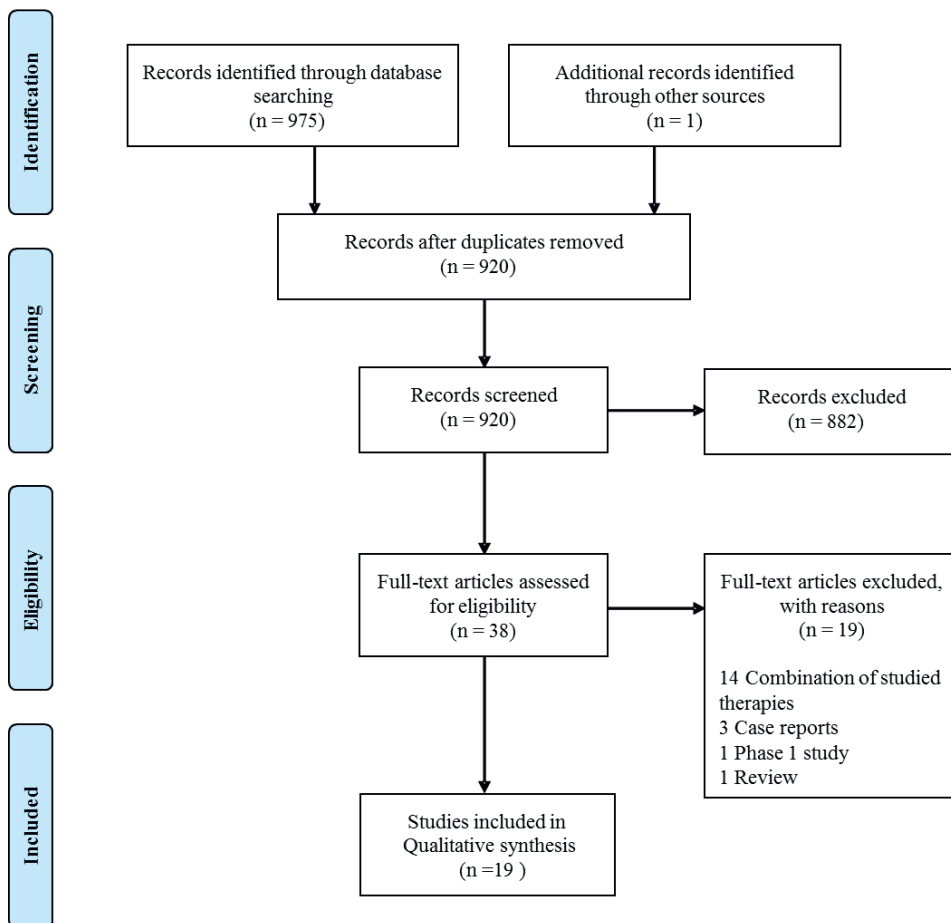 Identification
Records identified through database
searching
(n = 975)
Additional records identified
through other sources
(n = 1)
Records after duplicates removed
(n = 920)
Screening
Records screened
(n = 920)
Records excluded
(n = 882)
Eligibility
Full-text articles assessed
for eligibility
(n = 38)
Full-text articles excluded,
with reasons
(n = 19)
14 Combination of studied
therapies
3 Case reports
1 Phase 1 study
1 Review
Included
Studies included in
Qualitative synthesis
(n =19 )